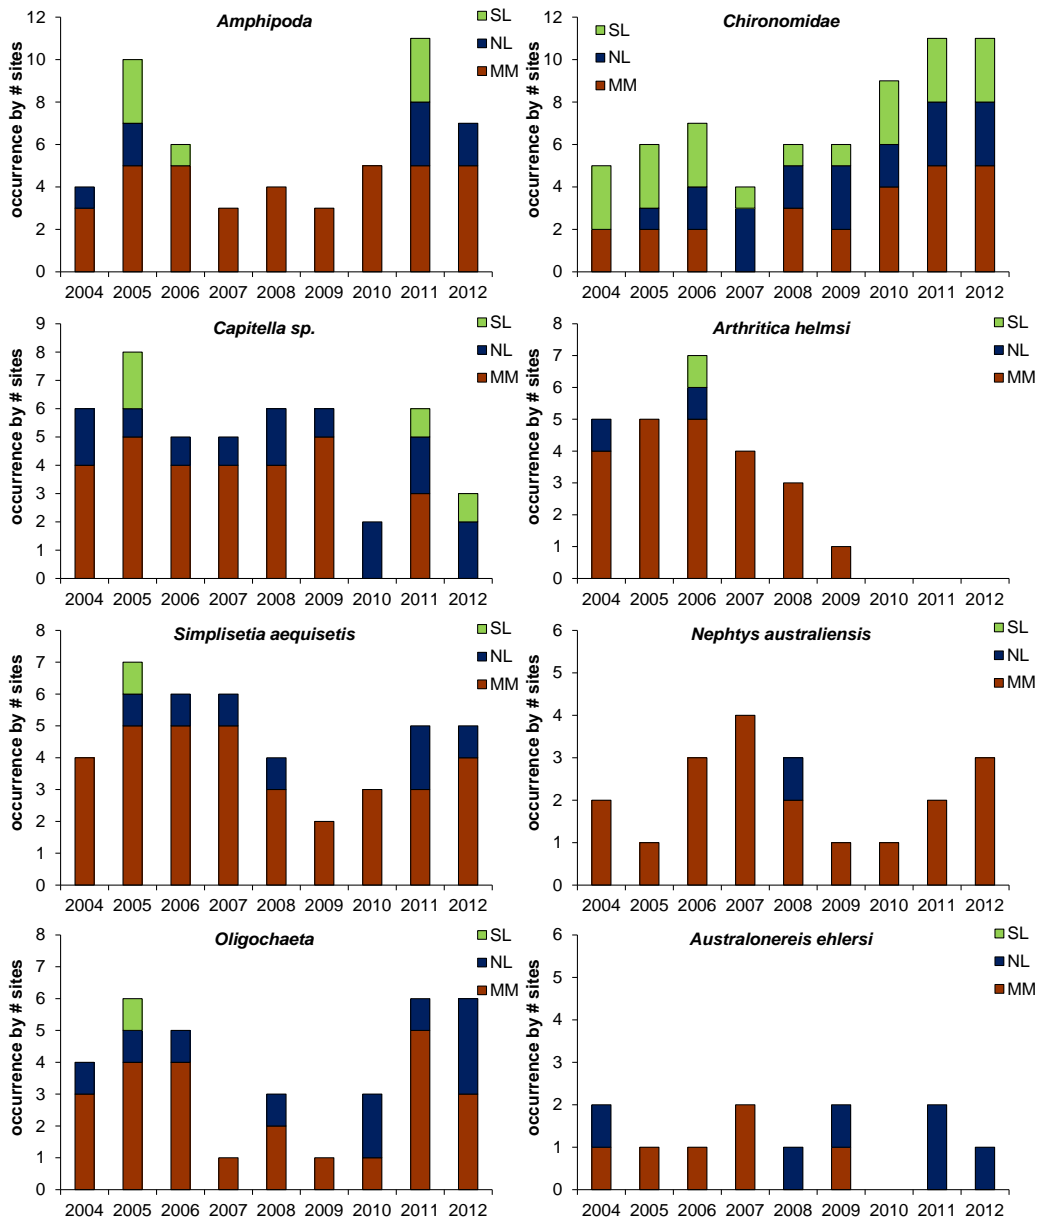 Amphipoda
SL
NL
MM
occurrence by # sites
12
10
8
6
4
2
0
2004 2005 2006 2007 2008 2009 2010 2011 2012
Chironomidae
SL
NL
MM
occurrence by # sites
12
10
8
6
4
2
0
2004 2005 2006 2007 2008 2009 2010 2011 2012
Capitella sp.
SL
NL
MM
occurrence by # sites
9
8
7
6
5
4
3
2
1
0
2004 2005 2006 2007 2008 2009 2010 2011 2012
Arthritica helmsi
SL
NL
MM
occurrence by # sites
8
7
6
5
4
3
2
1
0
2004 2005 2006 2007 2008 2009 2010 2011 2012
Simplisetia aequisetis
SL
NL
MM
occurrence by # sites
8
7
6
5
4
3
2
1
0
2004 2005 2006 2007 2008 2009 2010 2011 2012
Nephtys australiensis
SL
NL
MM
occurrence by # sites
6
5
4
3
2
1
0
2004 2005 2006 2007 2008 2009 2010 2011 2012
Oligochaeta
SL
NL
MM
occurrence by # sites
8
7
6
5
4
3
2
1
0
2004 2005 2006 2007 2008 2009 2010 2011 2012
Australonereis ehlersi
SL
NL
MM
occurrence by # sites
6
5
4
3
2
1
0
2004 2005 2006 2007 2008 2009 2010 2011 2012